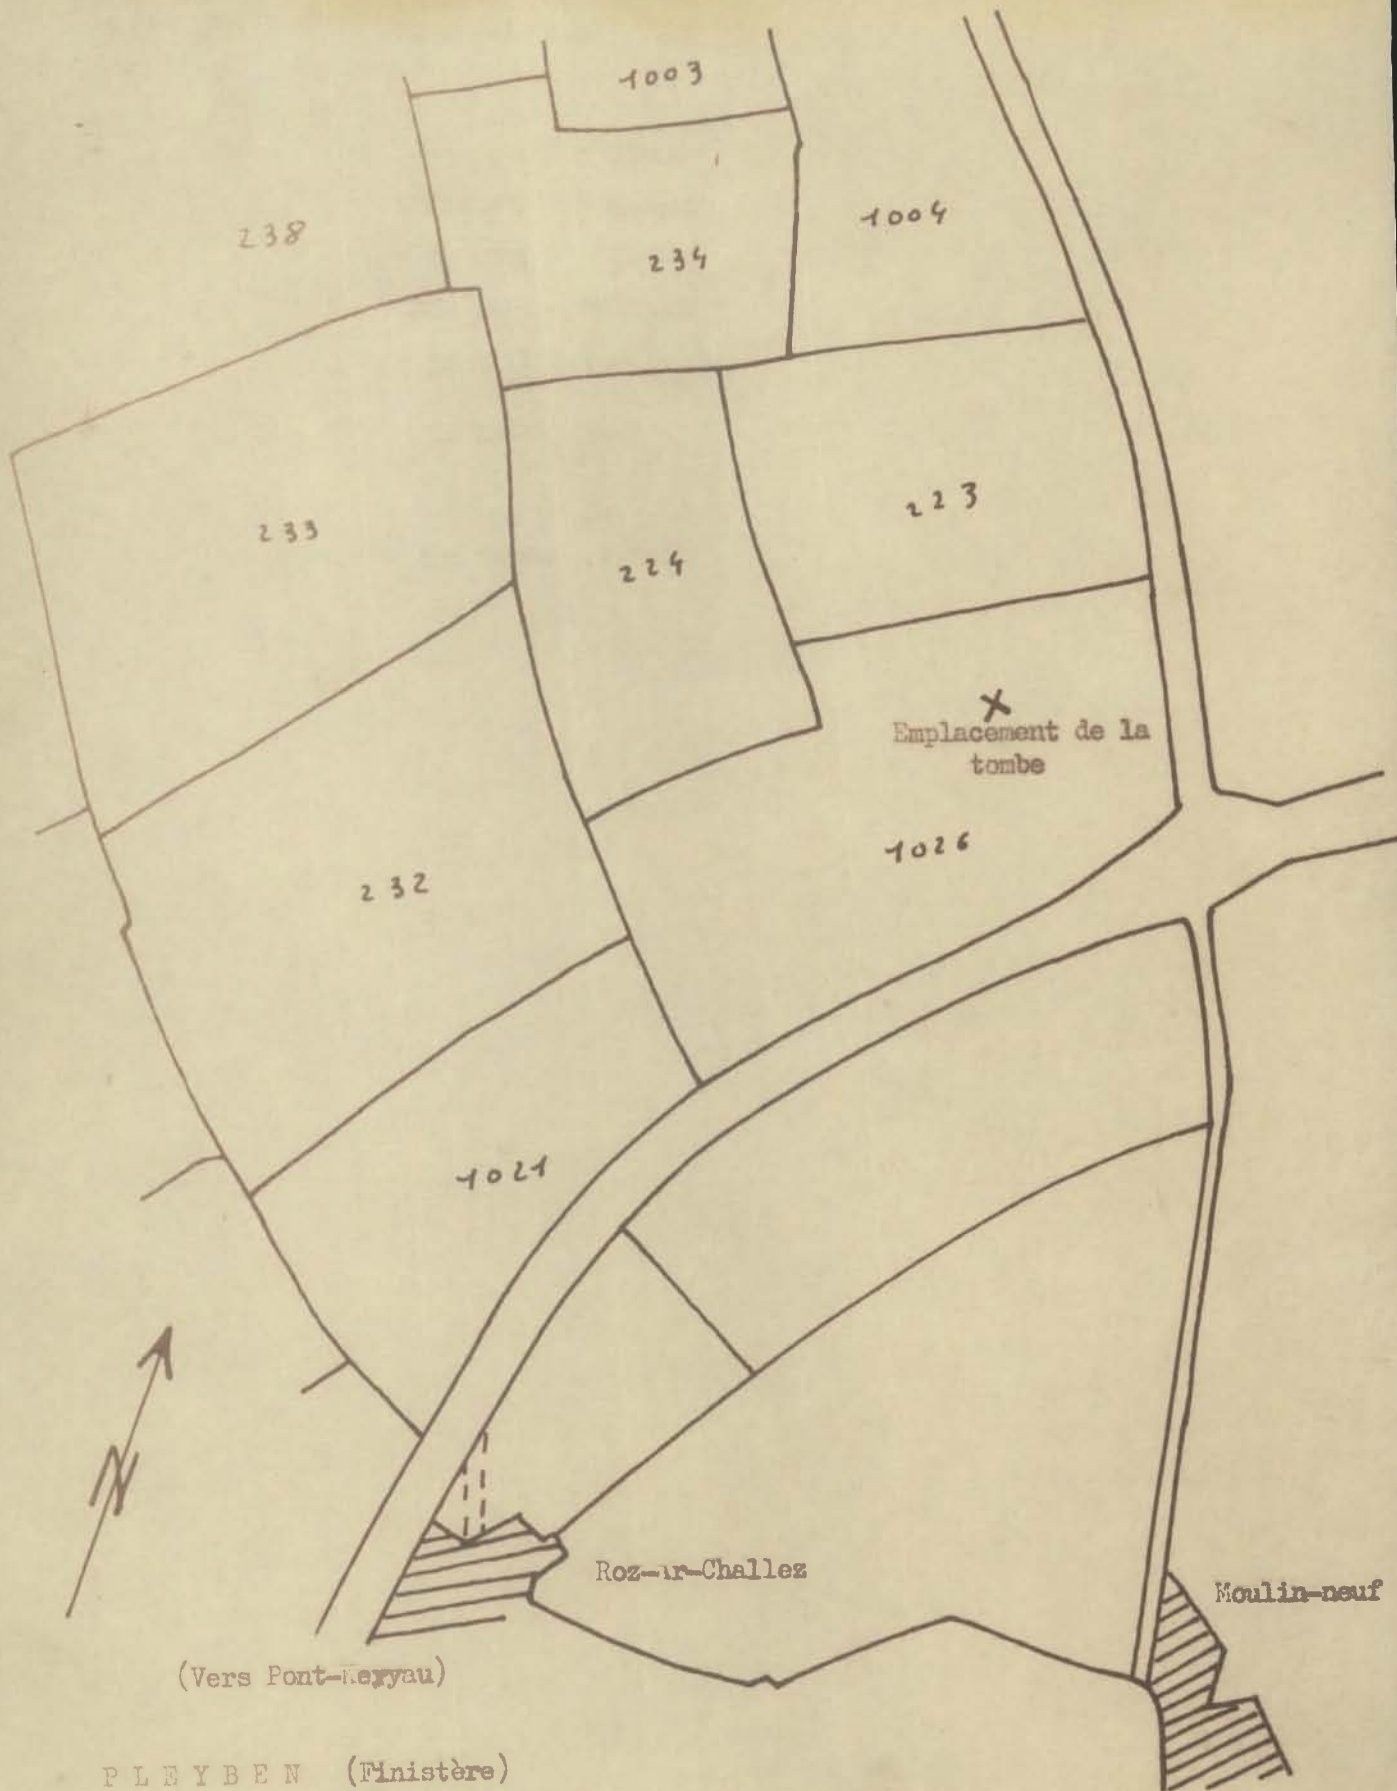 1003
238
234
1004
233
224
223
X
Emplacement de la
tombe
1026
232
1021
N
Roz-ar-Challez
Moulin-neuf
(Vers Pont-Keryau)
PLEYBEN (Finistère)